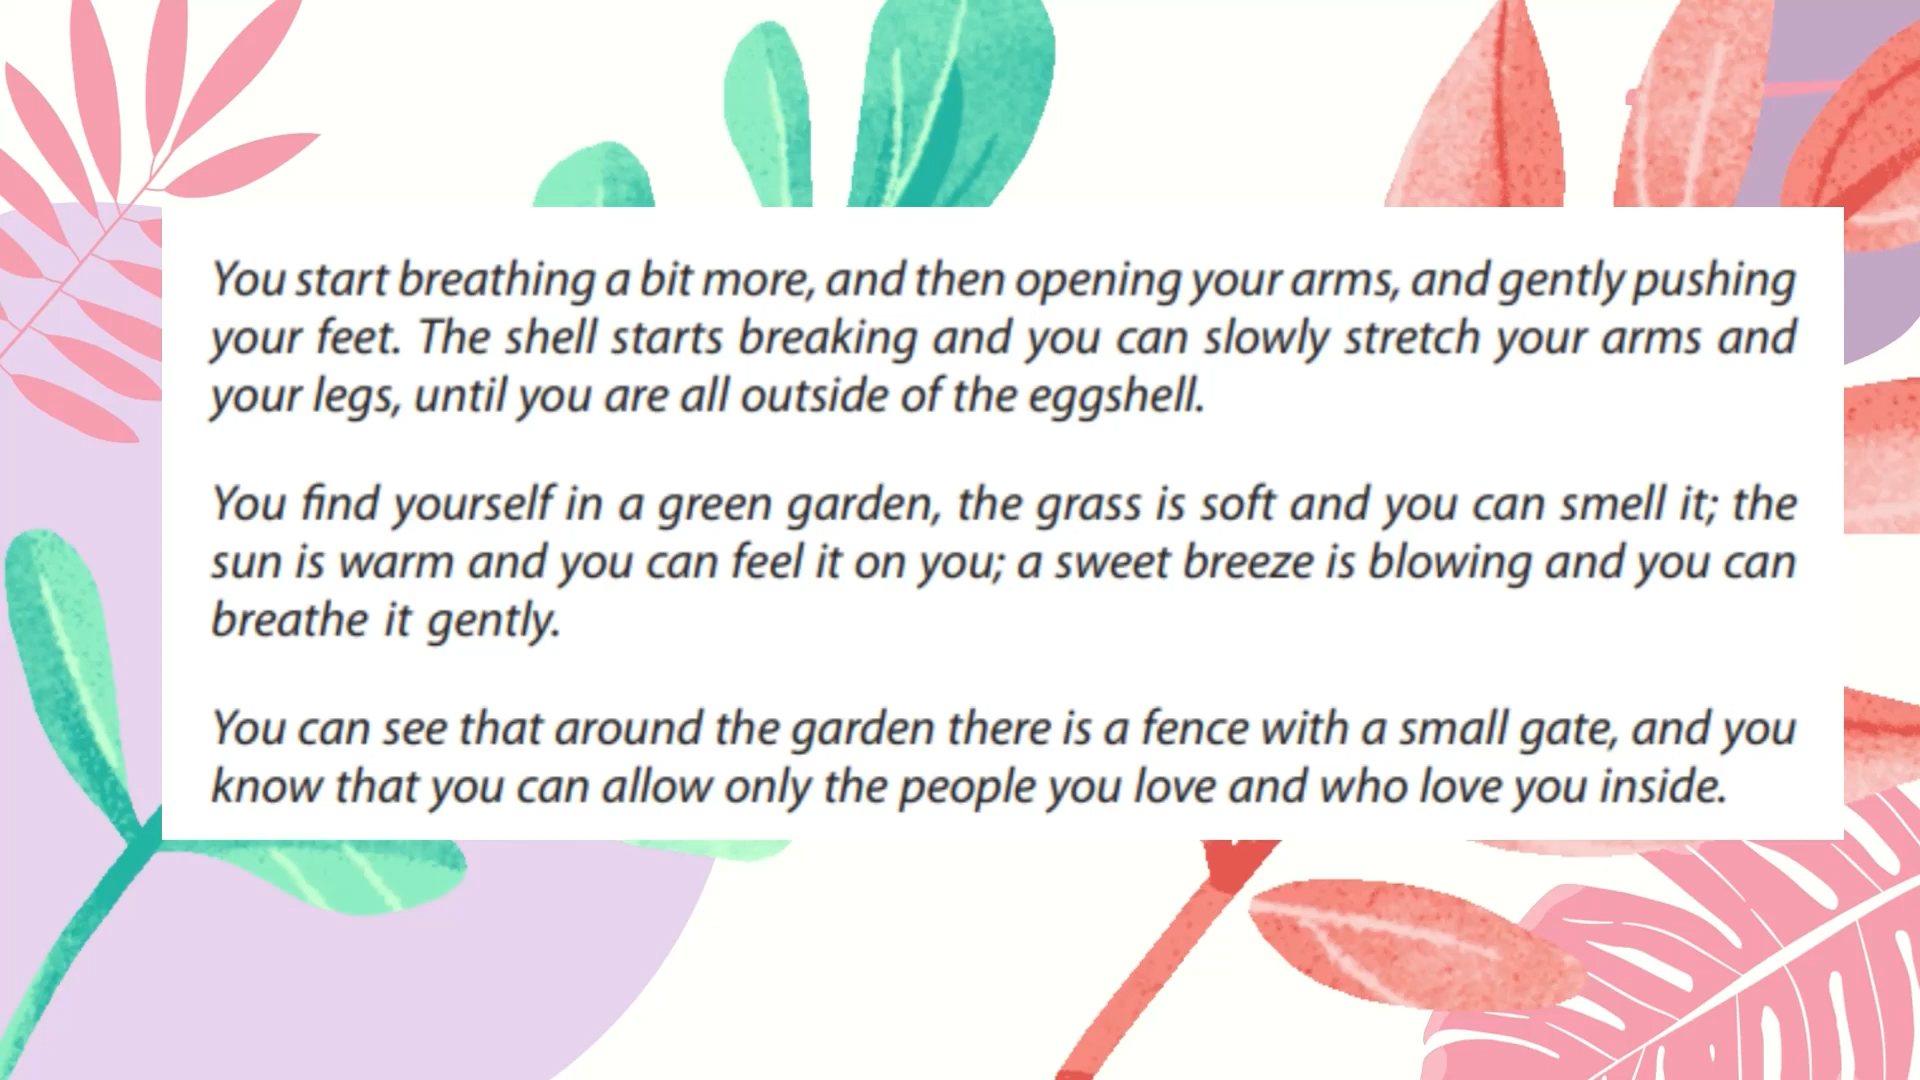 You start breathing a bit more, and then opening your arms, and gently pushing
your feet. The shell starts breaking and you can slowly stretch your arms and
your legs, until you are all outside of the eggshell.
You find yourself in a green garden, the grass is soft and you can smell it; the
sun is warm and you can feel it on you; a sweet breeze is blowing and you can
breathe it gently.
You can see that around the garden there is a fence with a small gate, and you
know that you can allow only the people you love and who love you inside.